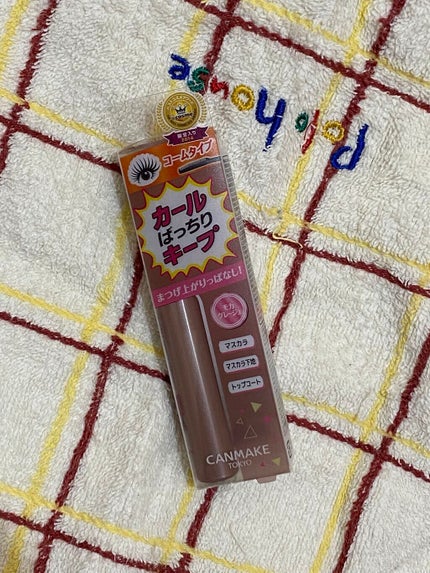 Polo House
コームタイプ
カール
ばっちり
キープ
まつげ上がりっぱなし!
モカ
グレージュ
マスカラ
マスカラ下地
トップコート
CANMAKE
TOKYO